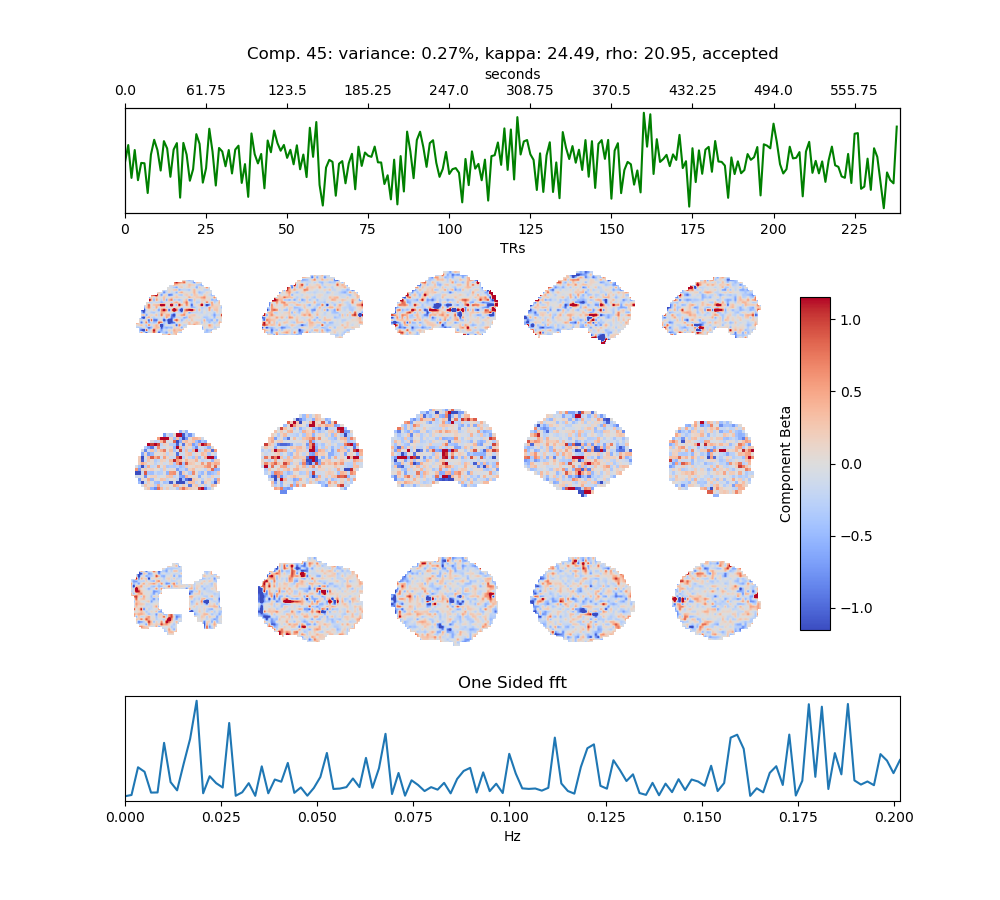 Comp. 45: variance: 0.27%, kappa: 24.49, rho: 20.95, accepted
seconds
0.0 61.75 123.5 185.25 247.0 308.75 370.5 432.25 494.0 555.75
0 25 50 75 100 125 150 175 200 225
TRs
1.0
0.5
0.0
−0.5
−1.0
Component Beta
One Sided fft
0.000 0.025 0.050 0.075 0.100 0.125 0.150 0.175 0.200
Hz